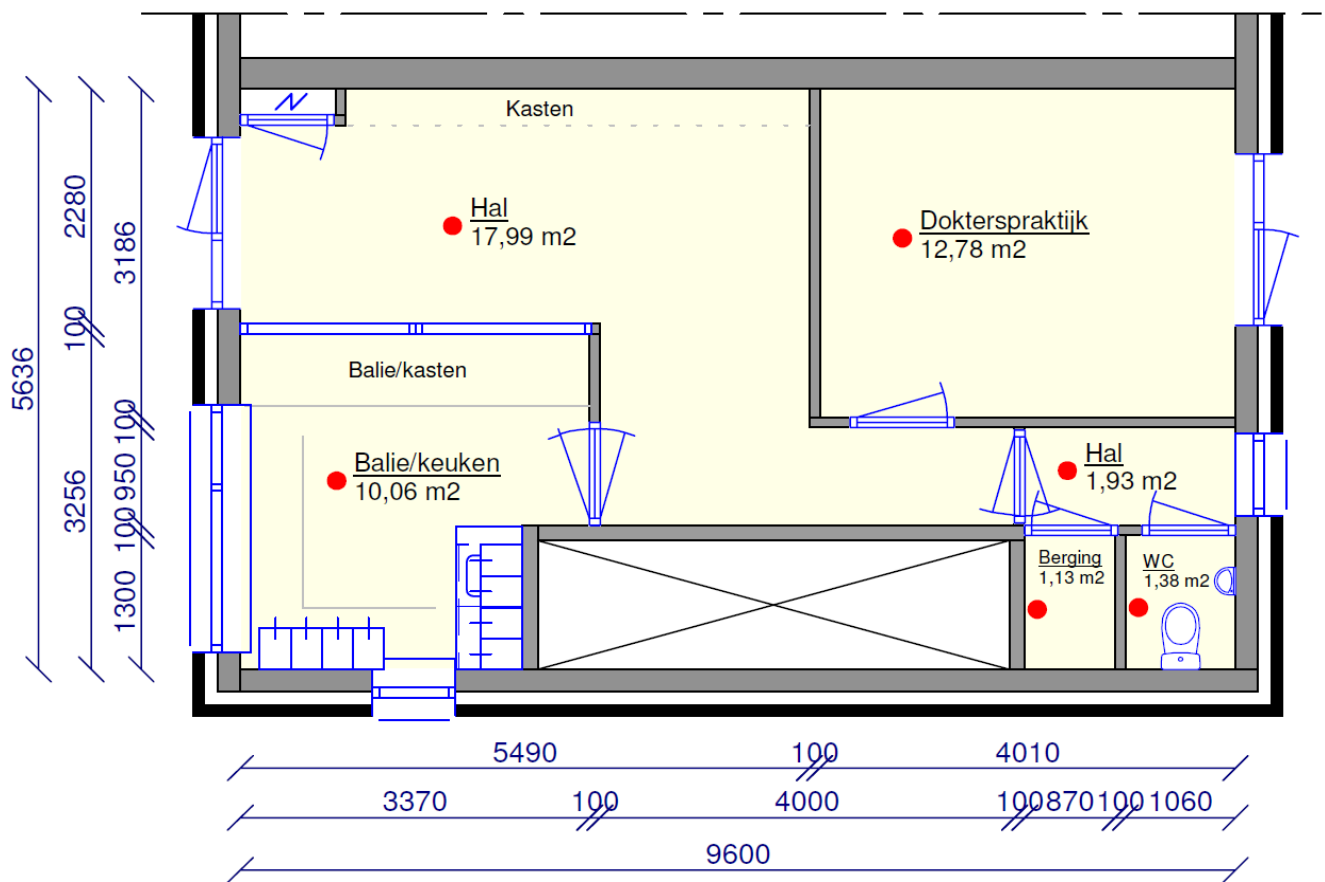 Kasten
Hal
17,99 m2
Dokterspraktijk
12,78 m2
Balie/kasten
Balie/keuken
10,06 m2
Hal
1,93 m2
Berging
1,13 m2
WC
1,38 m2
5636
2280
100
3256
3186
100
950
100
1300
5490
100
4010
3370
100
4000
100
870
100
1060
9600